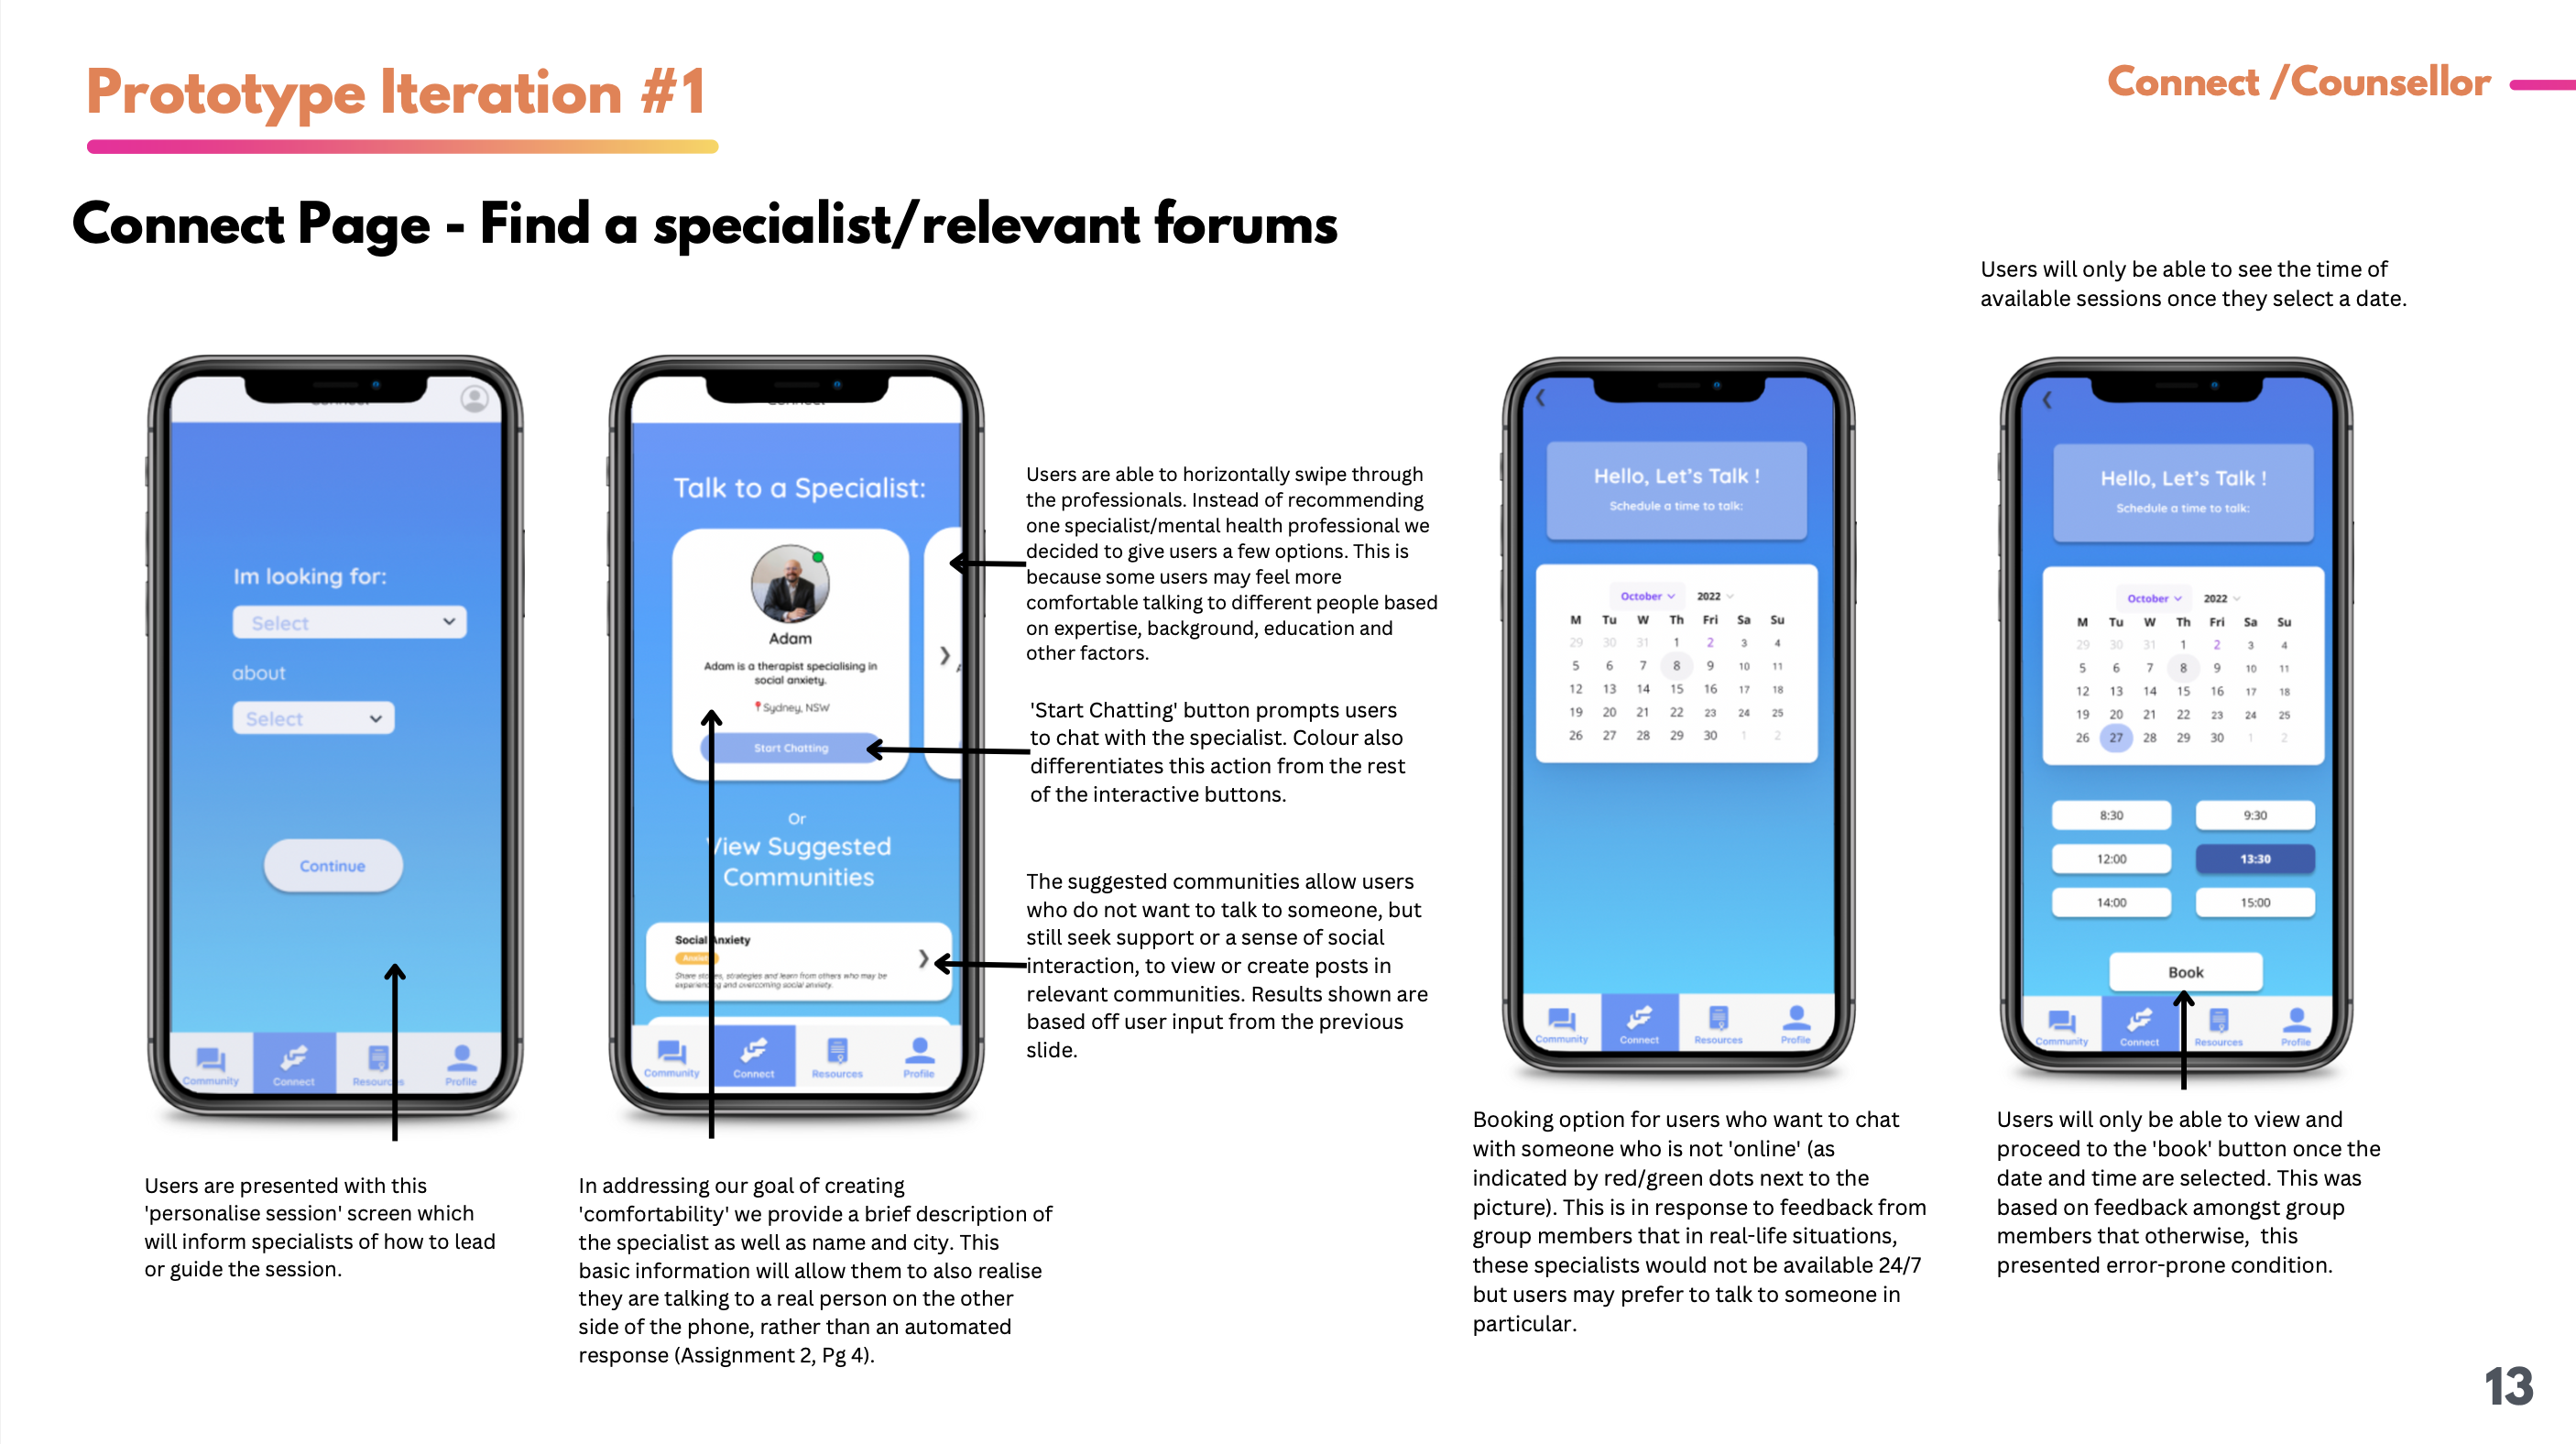 Prototype Iteration #1
Connect /Counsellor
Connect Page - Find a specialist/relevant forums
Users will only be able to see the time of
available sessions once they select a date.
Im looking for:
Select
about
Select
Continue
Community
Connect
Resources
Profile
Users are presented with this
'personalise session' screen which
will inform specialists of how to lead
or guide the session.
Talk to a Specialist:
Adam
Adam is a therapist specialising in
social anxiety.
Sydney, NSW
Start Chatting
Or
View Suggested
Communities
Social Anxiety
Anxiety
Share stories, strategies and learn from others who may be
experiencing and overcoming social anxiety.
Community
Connect
Resources
Profile
In addressing our goal of creating
'comfortability' we provide a brief description of
the specialist as well as name and city. This
basic information will allow them to also realise
they are talking to a real person on the other
side of the phone, rather than an automated
response (Assignment 2, Pg 4).
Users are able to horizontally swipe through
the professionals. Instead of recommending
one specialist/mental health professional we
decided to give users a few options. This is
because some users may feel more
comfortable talking to different people based
on expertise, background, education and
other factors.
'Start Chatting' button prompts users
to chat with the specialist. Colour also
differentiates this action from the rest
of the interactive buttons.
The suggested communities allow users
who do not want to talk to someone, but
still seek support or a sense of social
interaction, to view or create posts in
relevant communities. Results shown are
based off user input from the previous
slide.
Hello, Let's Talk !
Schedule a time to talk:
October 2022
M Tu W Th Fri Sa Su
29 30 31 1 2 3 4
5 6 7 8 9 10 11
12 13 14 15 16 17 18
19 20 21 22 23 24 25
26 27 28 29 30 1 2
Community
Connect
Resources
Profile
Booking option for users who want to chat
with someone who is not 'online' (as
indicated by red/green dots next to the
picture). This is in response to feedback from
group members that in real-life situations,
these specialists would not be available 24/7
but users may prefer to talk to someone in
particular.
Hello, Let's Talk !
Schedule a time to talk:
October 2022
M Tu W Th Fri Sa Su
29 30 31 1 2 3 4
5 6 7 8 9 10 11
12 13 14 15 16 17 18
19 20 21 22 23 24 25
26 27 28 29 30 1 2
8:30 9:30
12:00 13:30
14:00 15:00
Book
Community
Connect
Resources
Profile
Users will only be able to view and
proceed to the 'book' button once the
date and time are selected. This was
based on feedback amongst group
members that otherwise, this
presented error-prone condition.
13